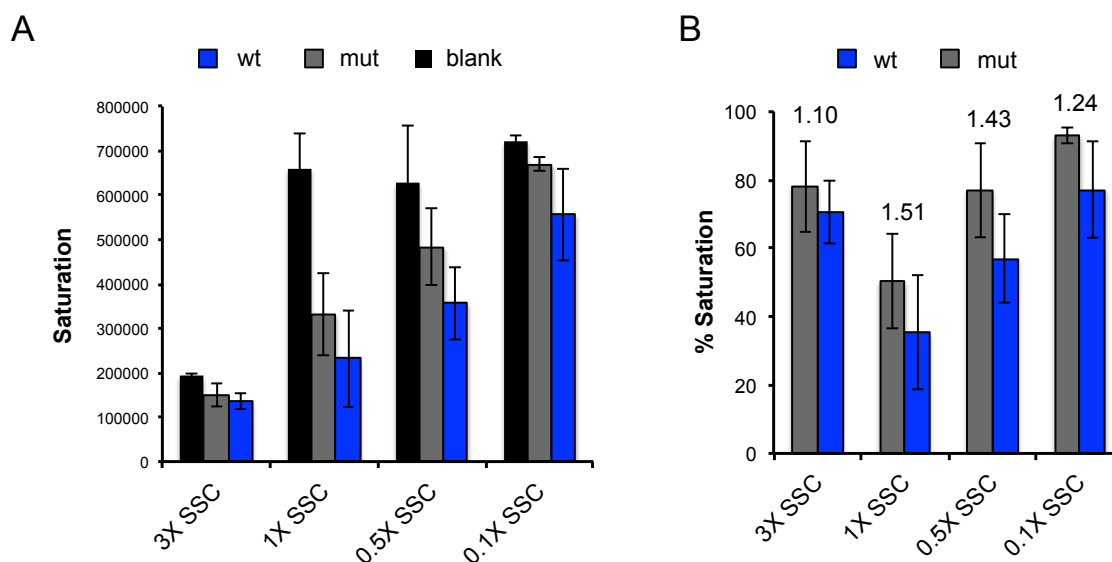 A
wt mut blank
Saturation
800000
700000
600000
500000
400000
300000
200000
100000
0
3X SSC 1X SSC 0.5X SSC 0.1X SSC
B
wt mut
% Saturation
100
80
60
40
20
0
1.10 1.51 1.43 1.24
3X SSC 1X SSC 0.5X SSC 0.1X SSC